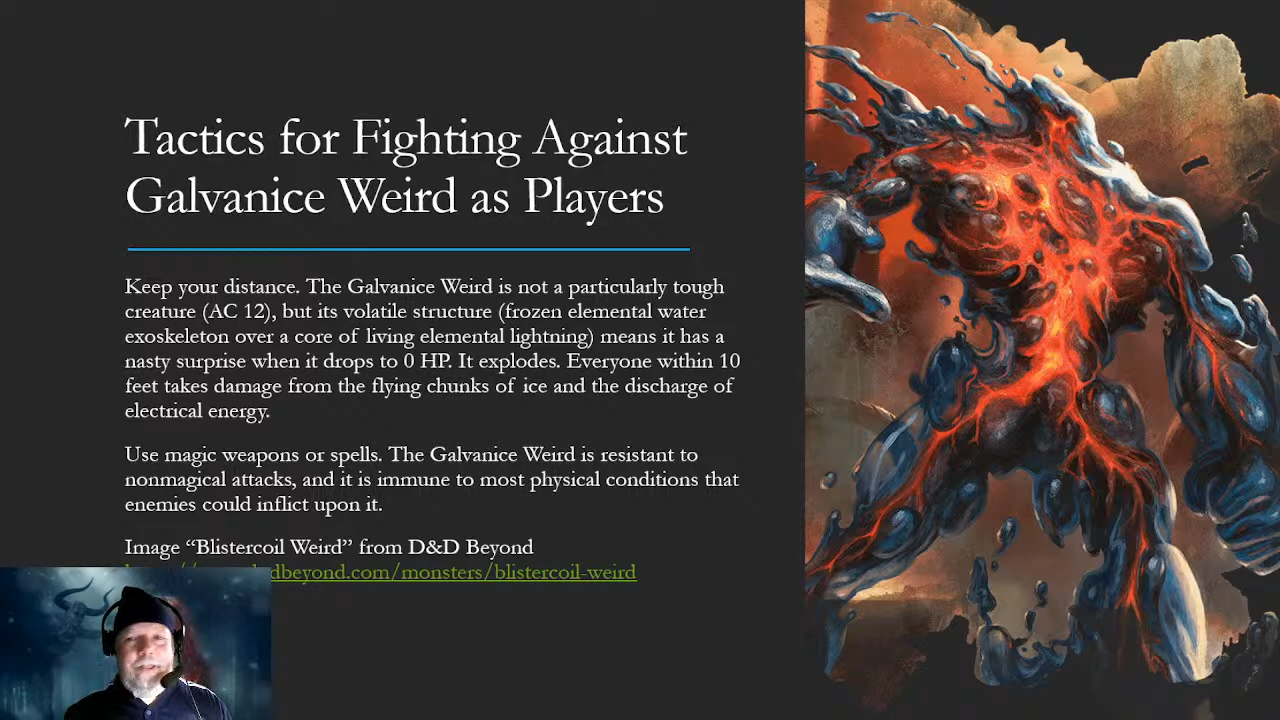 Tactics for Fighting Against
Galvanice Weird as Players
Keep your distance. The Galvanice Weird is not a particularly tough
creature (AC 12), but its volatile structure (frozen elemental water
exoskeleton over a core of living elemental lightning) means it has a
nasty surprise when it drops to 0 HP. It explodes. Everyone within 10
feet takes damage from the flying chunks of ice and the discharge of
electrical energy.
Use magic weapons or spells. The Galvanice Weird is resistant to
nonmagical attacks, and it is immune to most physical conditions that
enemies could inflict upon it.
Image “Blistercoil Weird” from D&D Beyond
dbeyond.com/monsters/blistercoil-weird